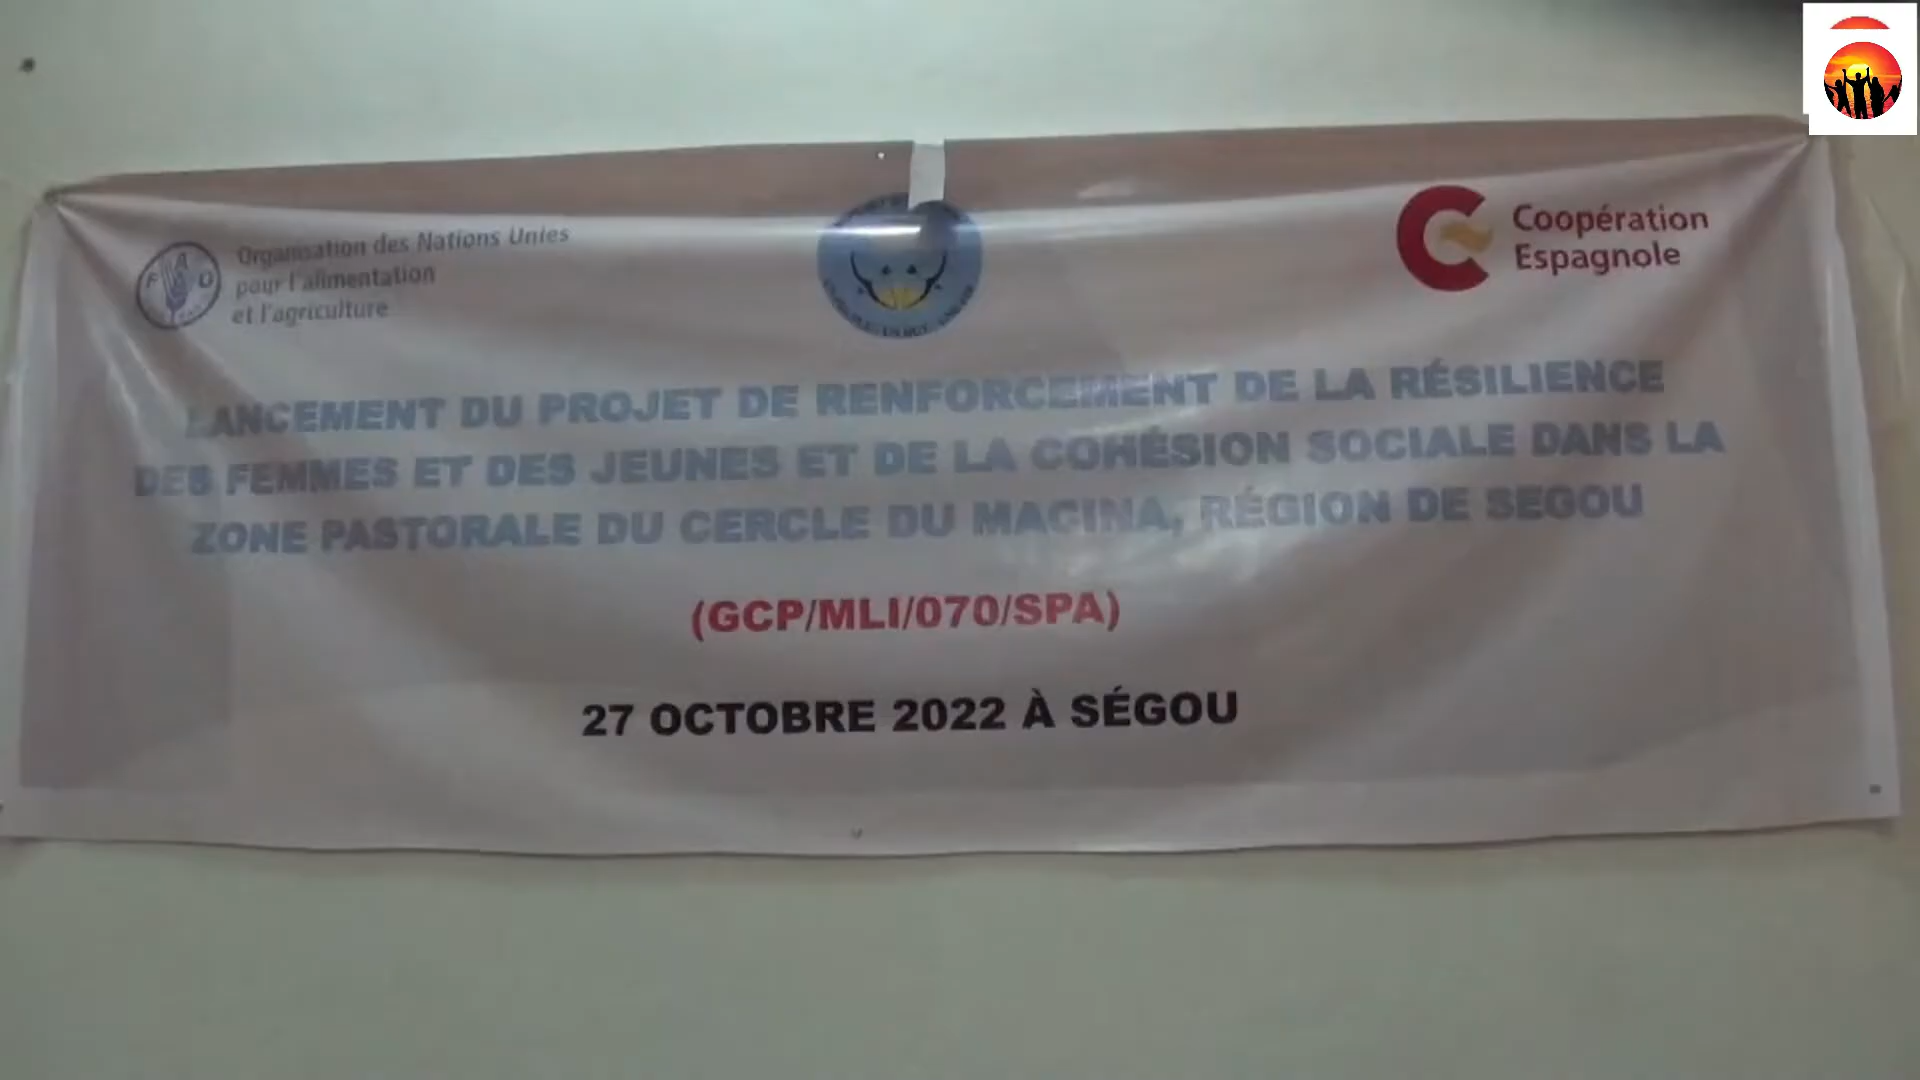 FAO
Organisation des Nations Unies
pour l'alimentation
et l'agriculture
Coopération
Espagnole
LANCEMENT DU PROJET DE RENFORCEMENT DE LA RÉSILIENCE
DES FEMMES ET DES JEUNES ET DE LA COHÉSION SOCIALE DANS LA
ZONE PASTORALE DU CERCLE DU MACINA, RÉGION DE SEGOU
(GCP/MLI/070/SPA)
27 OCTOBRE 2022 À SÉGOU